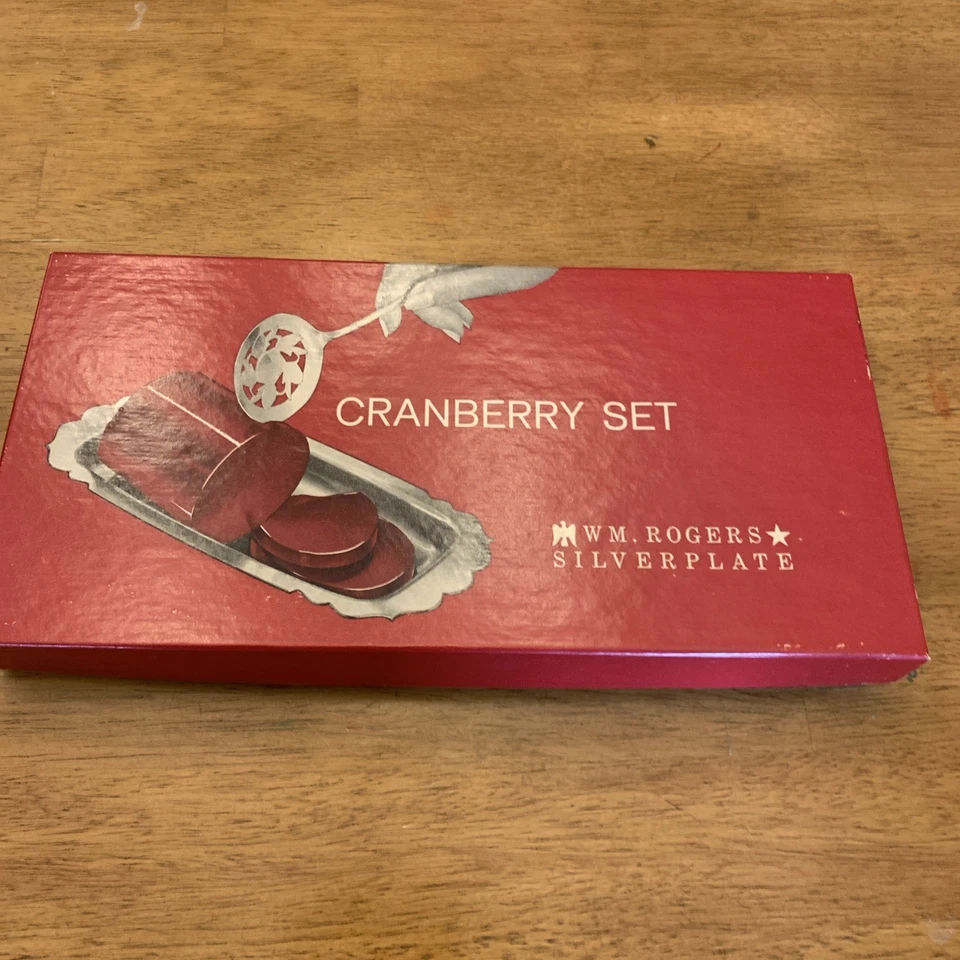 CRANBERRY SET
WM. ROGERS★
SILVERPLATE